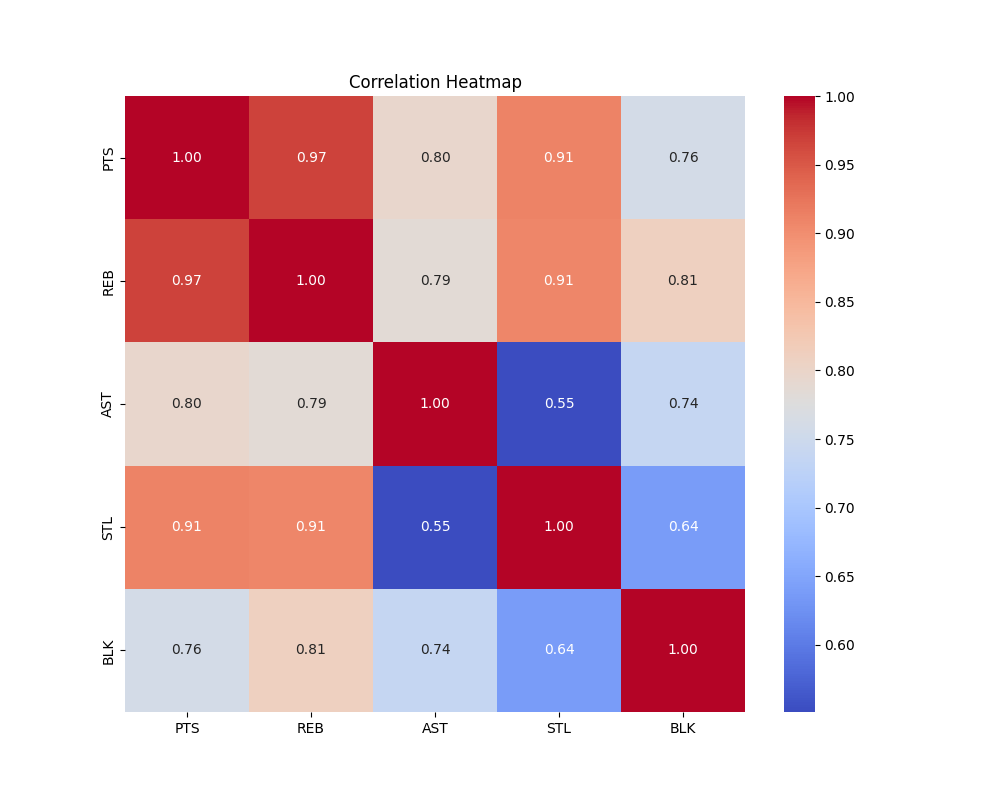 Correlation Heatmap
PTS 1.00 0.97 0.80 0.91 0.76
REB 0.97 1.00 0.79 0.91 0.81
AST 0.80 0.79 1.00 0.55 0.74
STL 0.91 0.91 0.55 1.00 0.64
BLK 0.76 0.81 0.74 0.64 1.00
PTS REB AST STL BLK
1.00
0.95
0.90
0.85
0.80
0.75
0.70
0.65
0.60